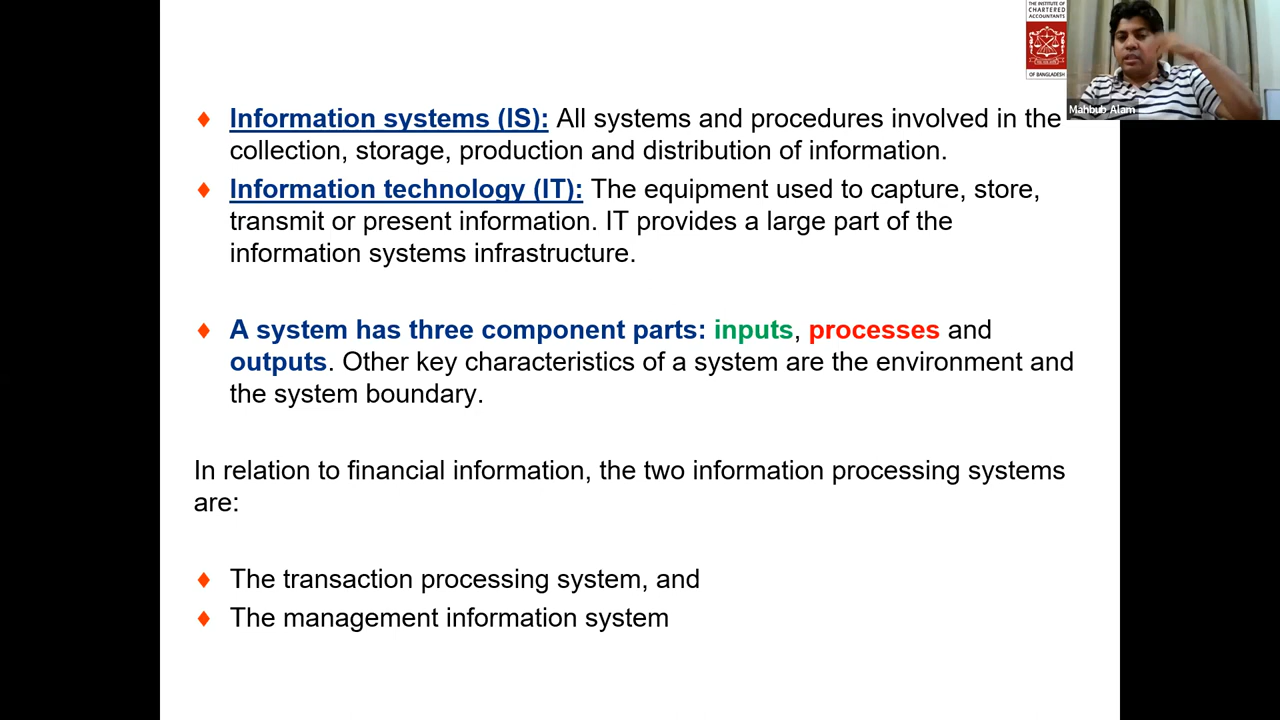 THE INSTITUTE OF
CHARTERED
ACCOUNTANTS
OF BANGLADESH
Mahbub Alam
Information systems (IS): All systems and procedures involved in the
collection, storage, production and distribution of information.
Information technology (IT): The equipment used to capture, store,
transmit or present information. IT provides a large part of the
information systems infrastructure.
A system has three component parts: inputs, processes and
outputs. Other key characteristics of a system are the environment and
the system boundary.
In relation to financial information, the two information processing systems
are:
The transaction processing system, and
The management information system